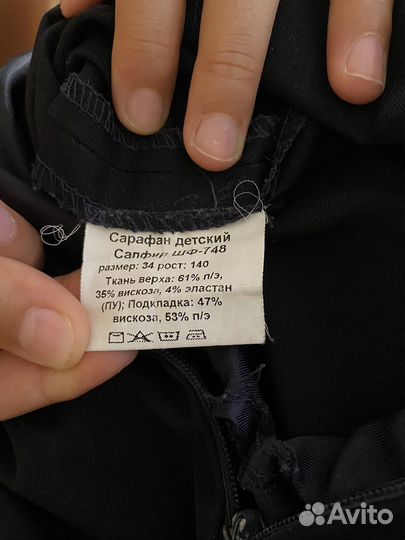 Сарафан детский
Сапфир ШФ-748
размер: 34 рост: 140
Ткань верха: 61% п/э,
35% вискоза, 4% эластан
(ПУ); Подкладка: 47%
вискоза, 53% п/э
Avito